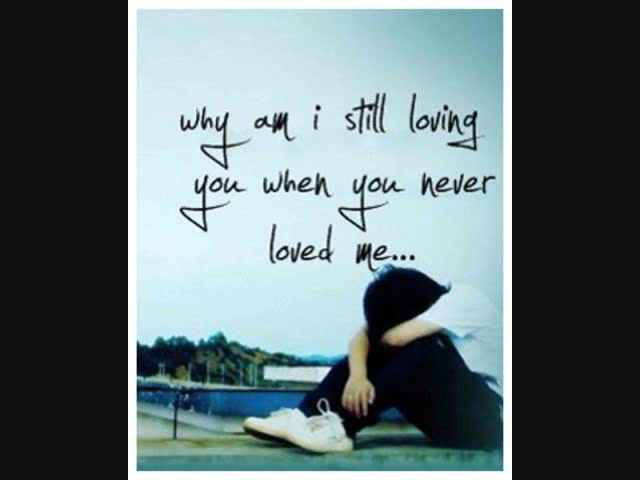 why am i still loving
you when you never
loved me...